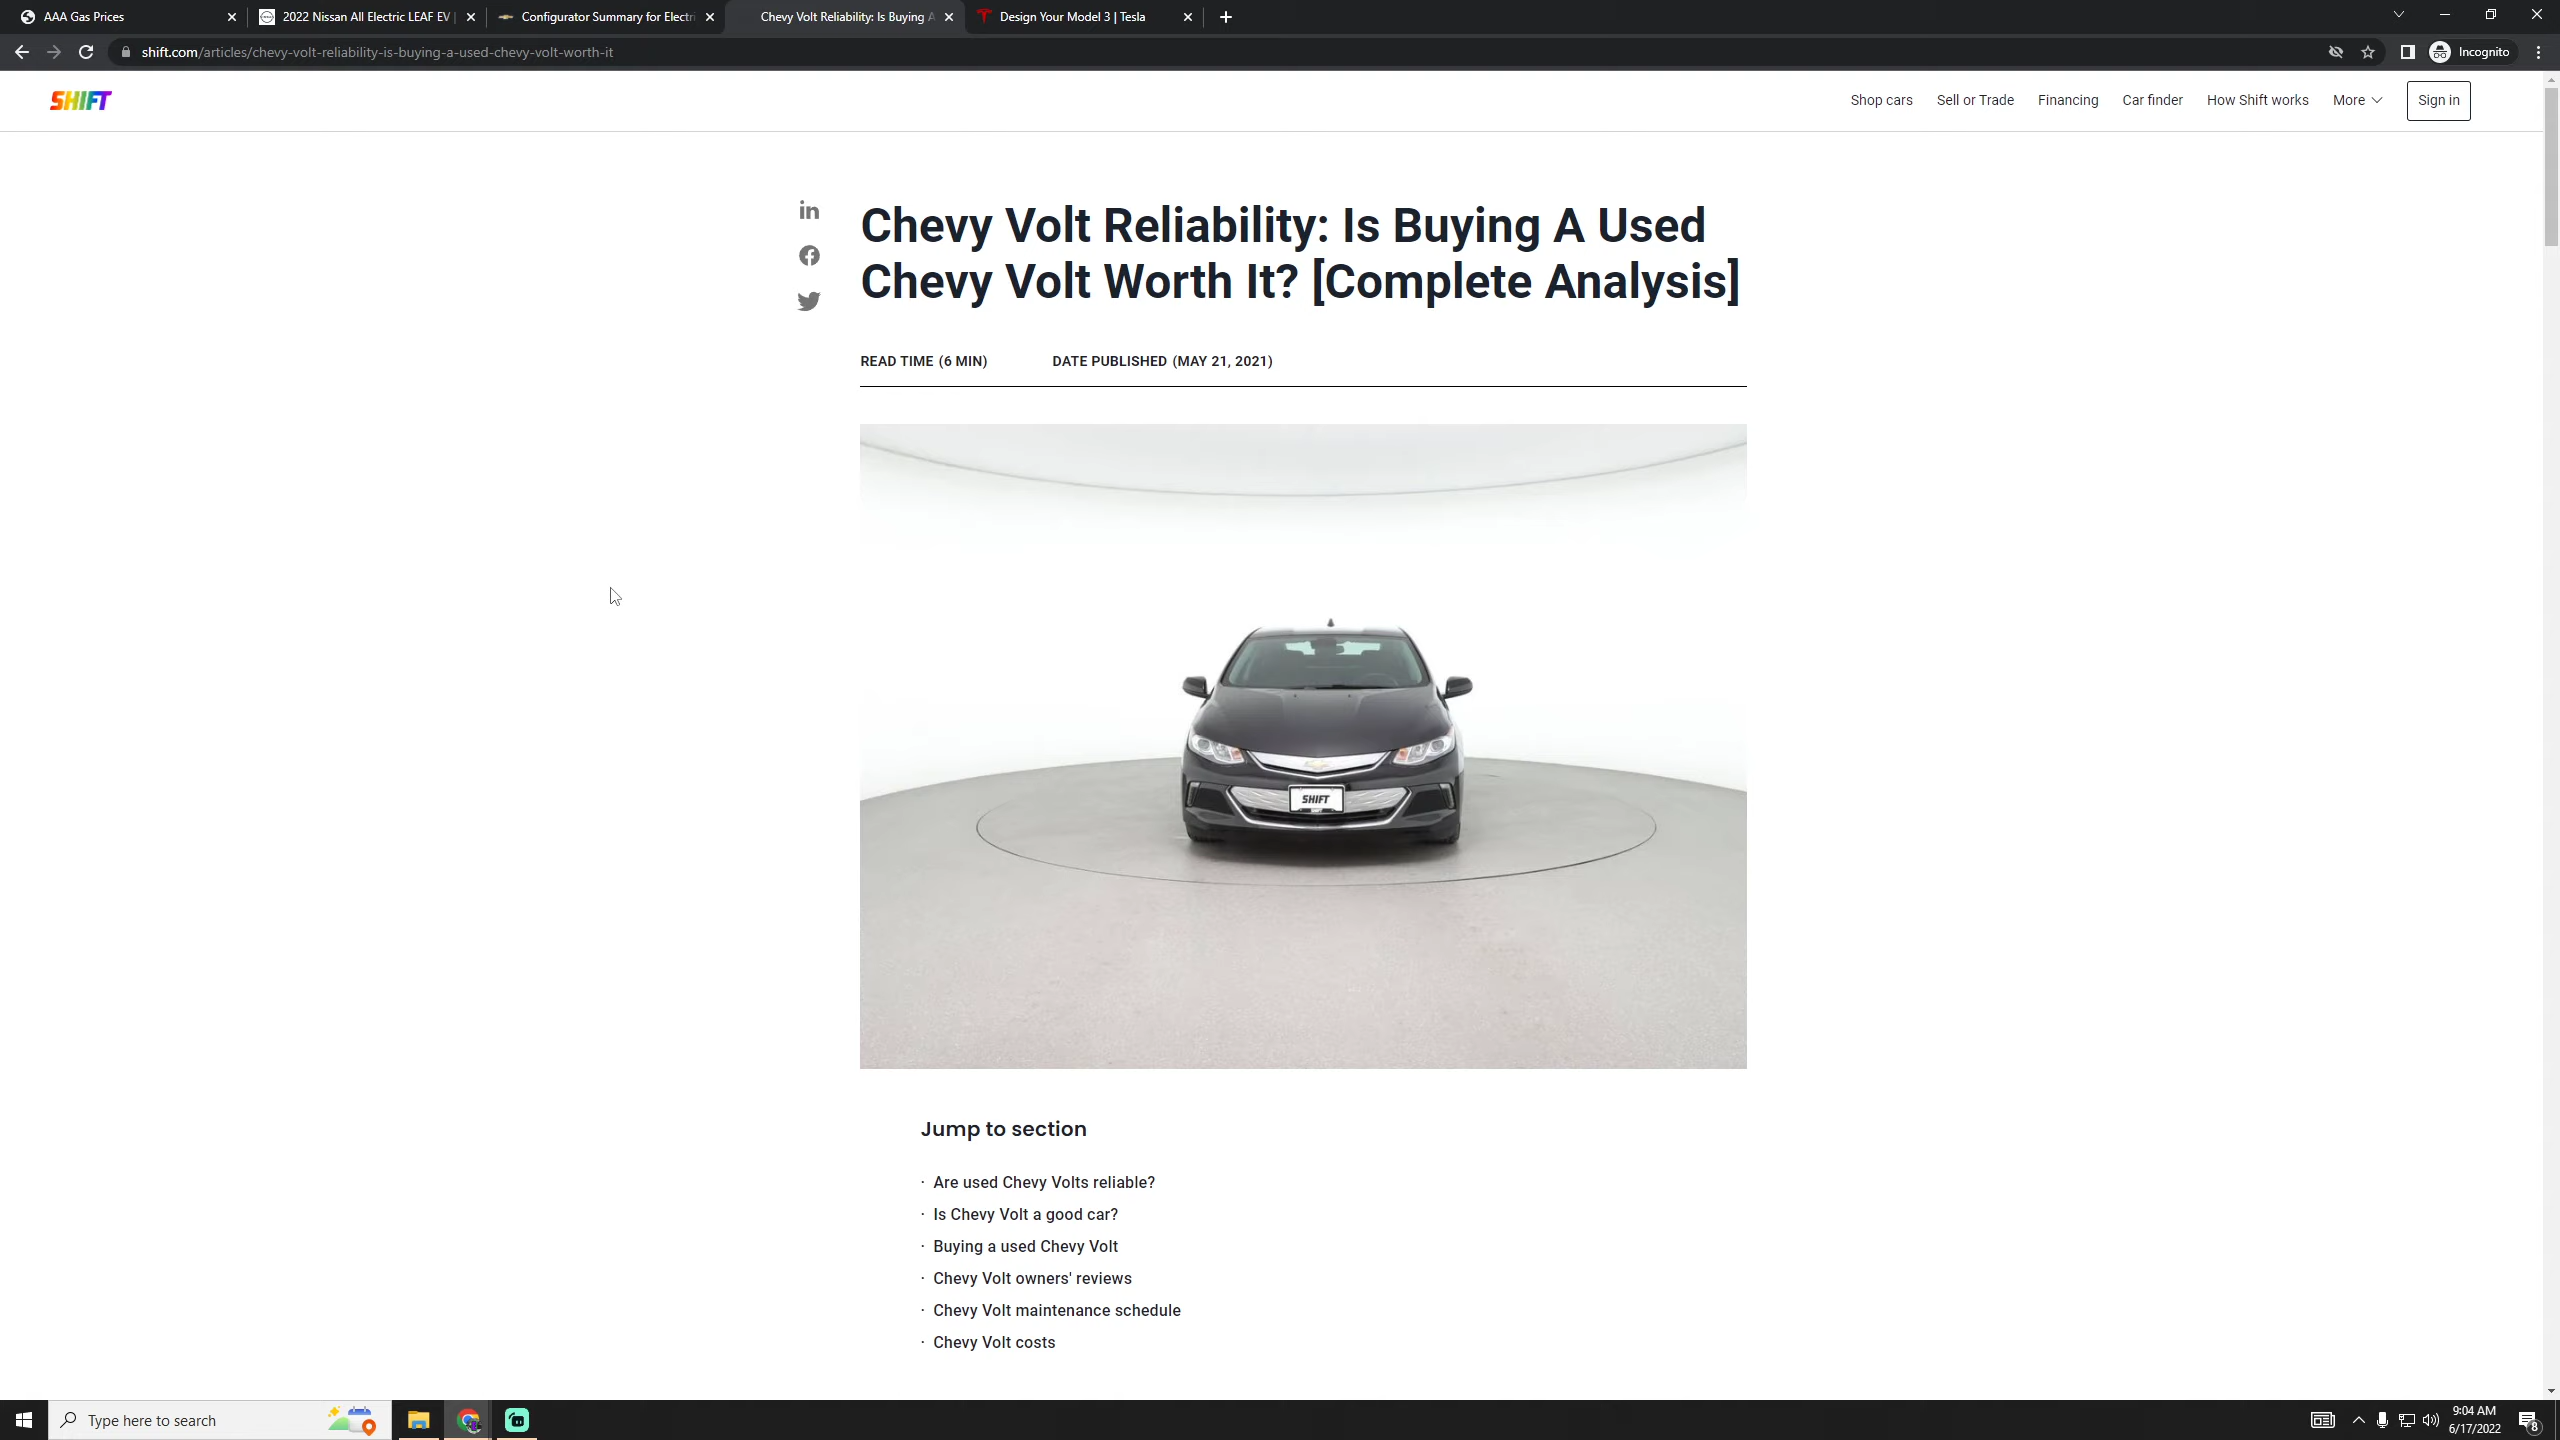 AAA Gas Prices
2022 Nissan All Electric LEAF EV |
Configurator Summary for Electri
Chevy Volt Reliability: Is Buying A
Design Your Model 3 | Tesla
shift.com/articles/chevy-volt-reliability-is-buying-a-used-chevy-volt-worth-it
Incognito
SHIFT
Shop cars
Sell or Trade
Financing
Car finder
How Shift works
More
Sign in
Chevy Volt Reliability: Is Buying A Used
Chevy Volt Worth It? [Complete Analysis]
READ TIME (6 MIN)
DATE PUBLISHED (MAY 21, 2021)
SHIFT
Jump to section
· Are used Chevy Volts reliable?
· Is Chevy Volt a good car?
· Buying a used Chevy Volt
· Chevy Volt owners' reviews
· Chevy Volt maintenance schedule
· Chevy Volt costs
Type here to search
9:04 AM
6/17/2022
8